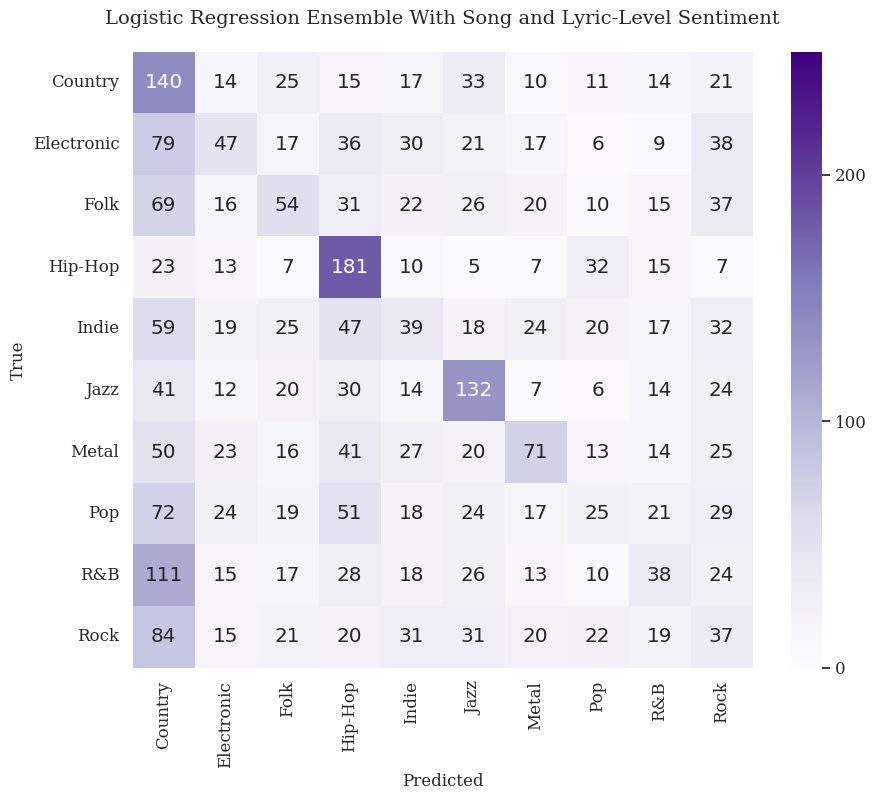 Logistic Regression Ensemble With Song and Lyric-Level Sentiment
Country 140 14 25 15 17 33 10 11 14 21
Electronic 79 47 17 36 30 21 17 6 9 38
Folk 69 16 54 31 22 26 20 10 15 37
Hip-Hop 23 13 7 181 10 5 7 32 15 7
Indie 59 19 25 47 39 18 24 20 17 32
Jazz 41 12 20 30 14 132 7 6 14 24
Metal 50 23 16 41 27 20 71 13 14 25
Pop 72 24 19 51 18 24 17 25 21 29
R&B 111 15 17 28 18 26 13 10 38 24
Rock 84 15 21 20 31 31 20 22 19 37
True
Country Electronic Folk Hip-Hop Indie Jazz Metal Pop R&B Rock
Predicted
200
100
0